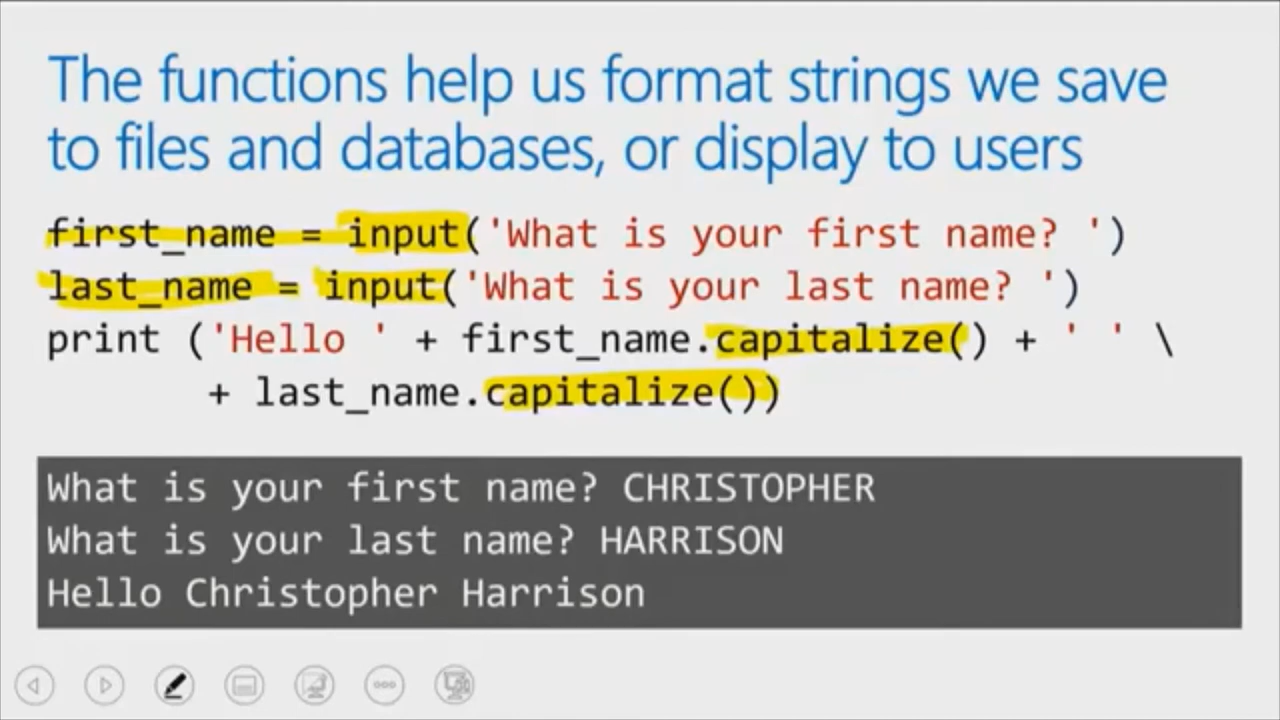 The functions help us format strings we save
to files and databases, or display to users
first_name = input('What is your first name? ')
last_name = input('What is your last name? ')
print ('Hello ' + first_name.capitalize() + ' ' \
+ last_name.capitalize())
What is your first name? CHRISTOPHER
What is your last name? HARRISON
Hello Christopher Harrison